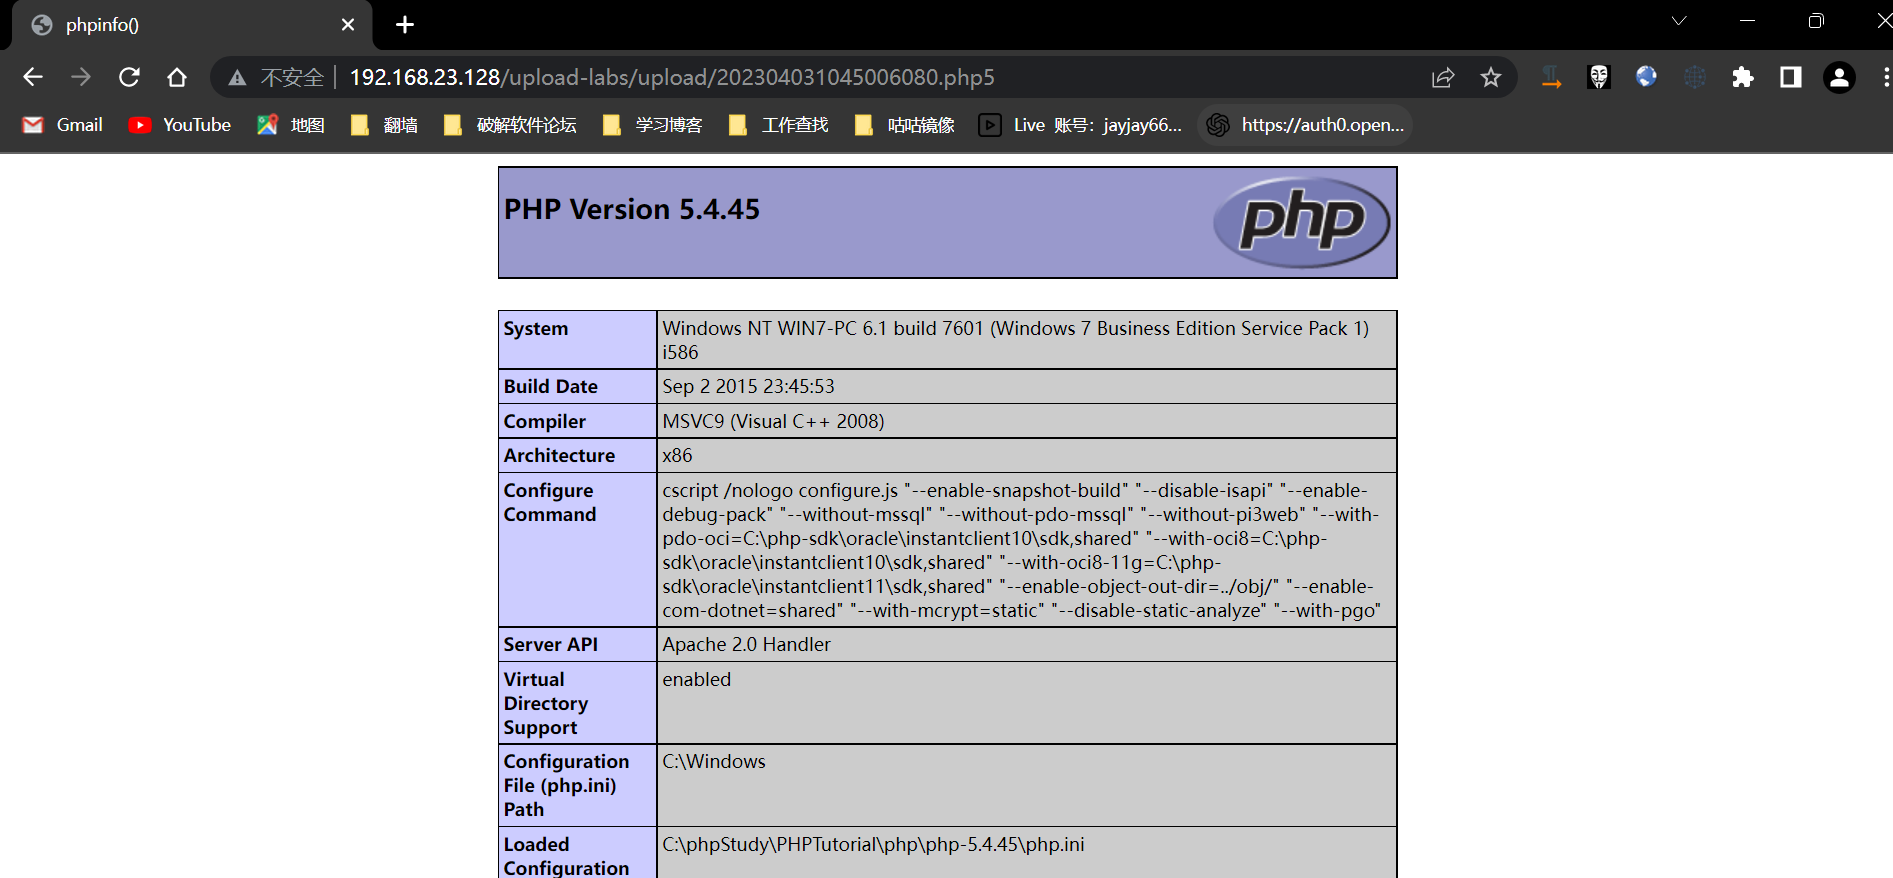 phpinfo()
不安全 192.168.23.128/upload-labs/upload/202304031045006080.php5
Gmail YouTube 地图 翻墙 破解软件论坛 学习博客 工作查找 咕咕镜像 Live 账号：jayjay66... https://auth0.open...
PHP Version 5.4.45
php
System Windows NT WIN7-PC 6.1 build 7601 (Windows 7 Business Edition Service Pack 1)
i586
Build Date Sep 2 2015 23:45:53
Compiler MSVC9 (Visual C++ 2008)
Architecture x86
Configure cscript /nologo configure.js "--enable-snapshot-build" "--disable-isapi" "--enable-
Command debug-pack" "--without-mssql" "--without-pdo-mssql" "--without-pi3web" "--with-
pdo-oci=C:\php-sdk\oracle\instantclient10\sdk,shared" "--with-oci8=C:\php-
sdk\oracle\instantclient10\sdk,shared" "--with-oci8-11g=C:\php-
sdk\oracle\instantclient11\sdk,shared" "--enable-object-out-dir=../obj/" "--enable-
com-dotnet=shared" "--with-mcrypt=static" "--disable-static-analyze" "--with-pgo"
Server API Apache 2.0 Handler
Virtual enabled
Directory
Support
Configuration C:\Windows
File (php.ini)
Path
Loaded C:\phpStudy\PHPTutorial\php\php-5.4.45\php.ini
Configuration